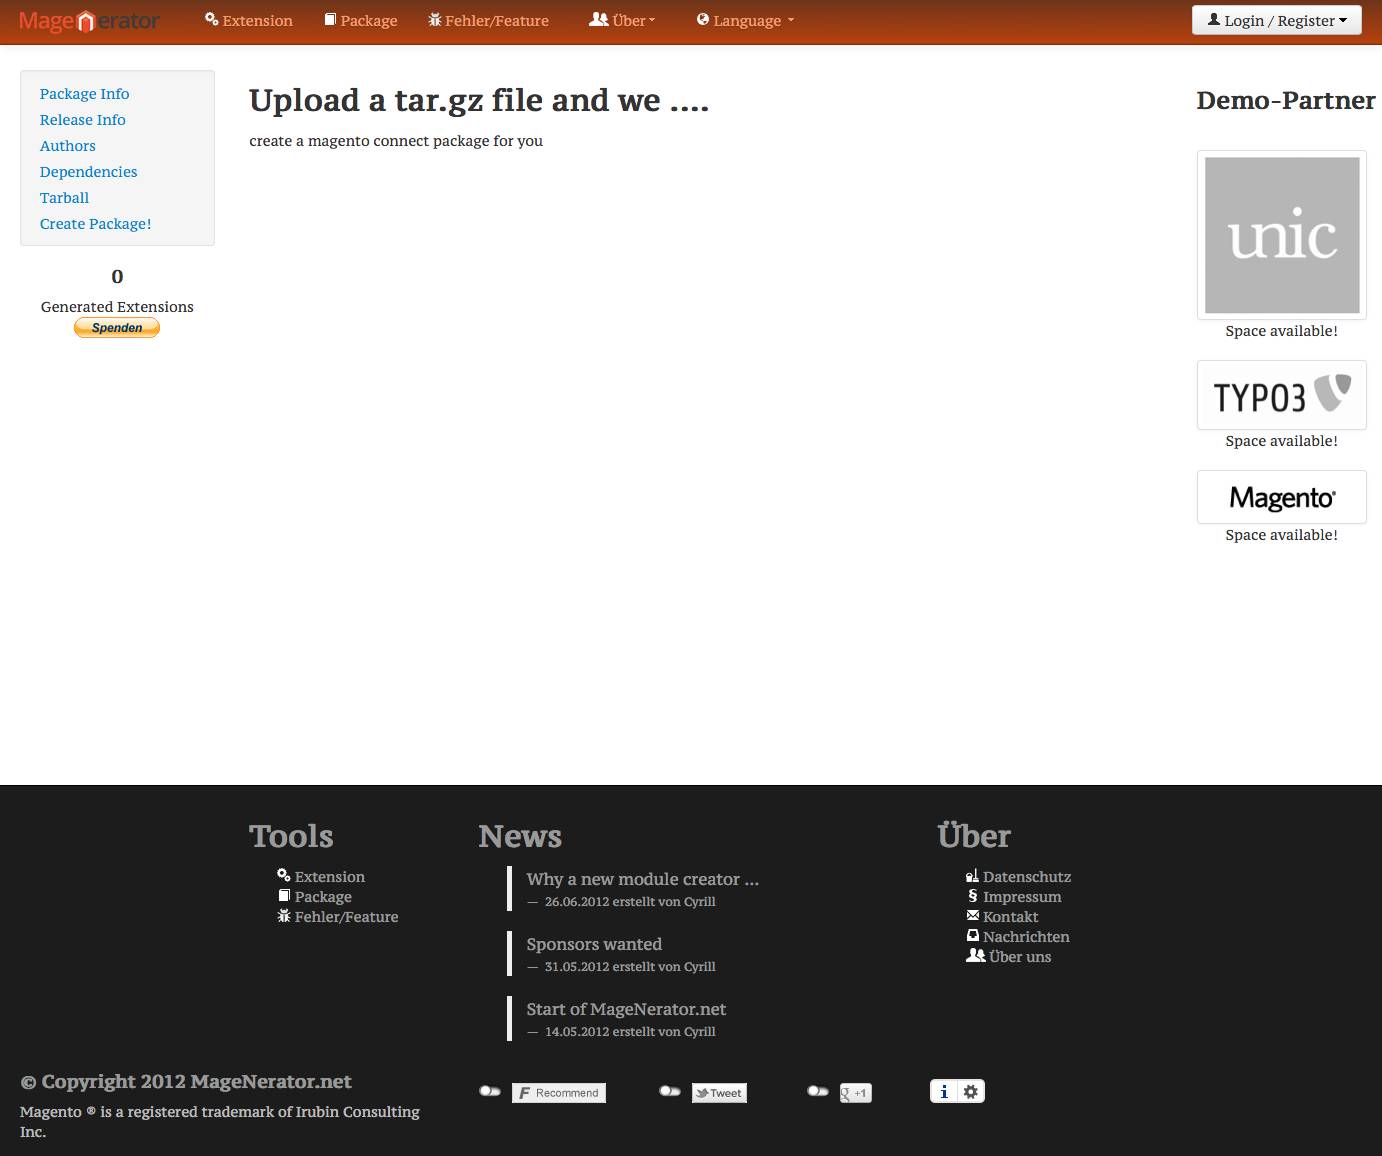 MageNerator
Extension
Package
Fehler/Feature
Über
Language
Login / Register
Package Info
Release Info
Authors
Dependencies
Tarball
Create Package!
0
Generated Extensions
Spenden
Upload a tar.gz file and we ....
create a magento connect package for you
Demo-Partner
unic
Space available!
TYPO3
Space available!
Magento®
Space available!
Tools
Extension
Package
Fehler/Feature
News
Why a new module creator ...
— 26.06.2012 erstellt von Cyrill
Sponsors wanted
— 31.05.2012 erstellt von Cyrill
Start of MageNerator.net
— 14.05.2012 erstellt von Cyrill
Über
Datenschutz
§ Impressum
Kontakt
Nachrichten
Über uns
© Copyright 2012 MageNerator.net
Magento ® is a registered trademark of Irubin Consulting
Inc.
F Recommend
Tweet
g +1
i